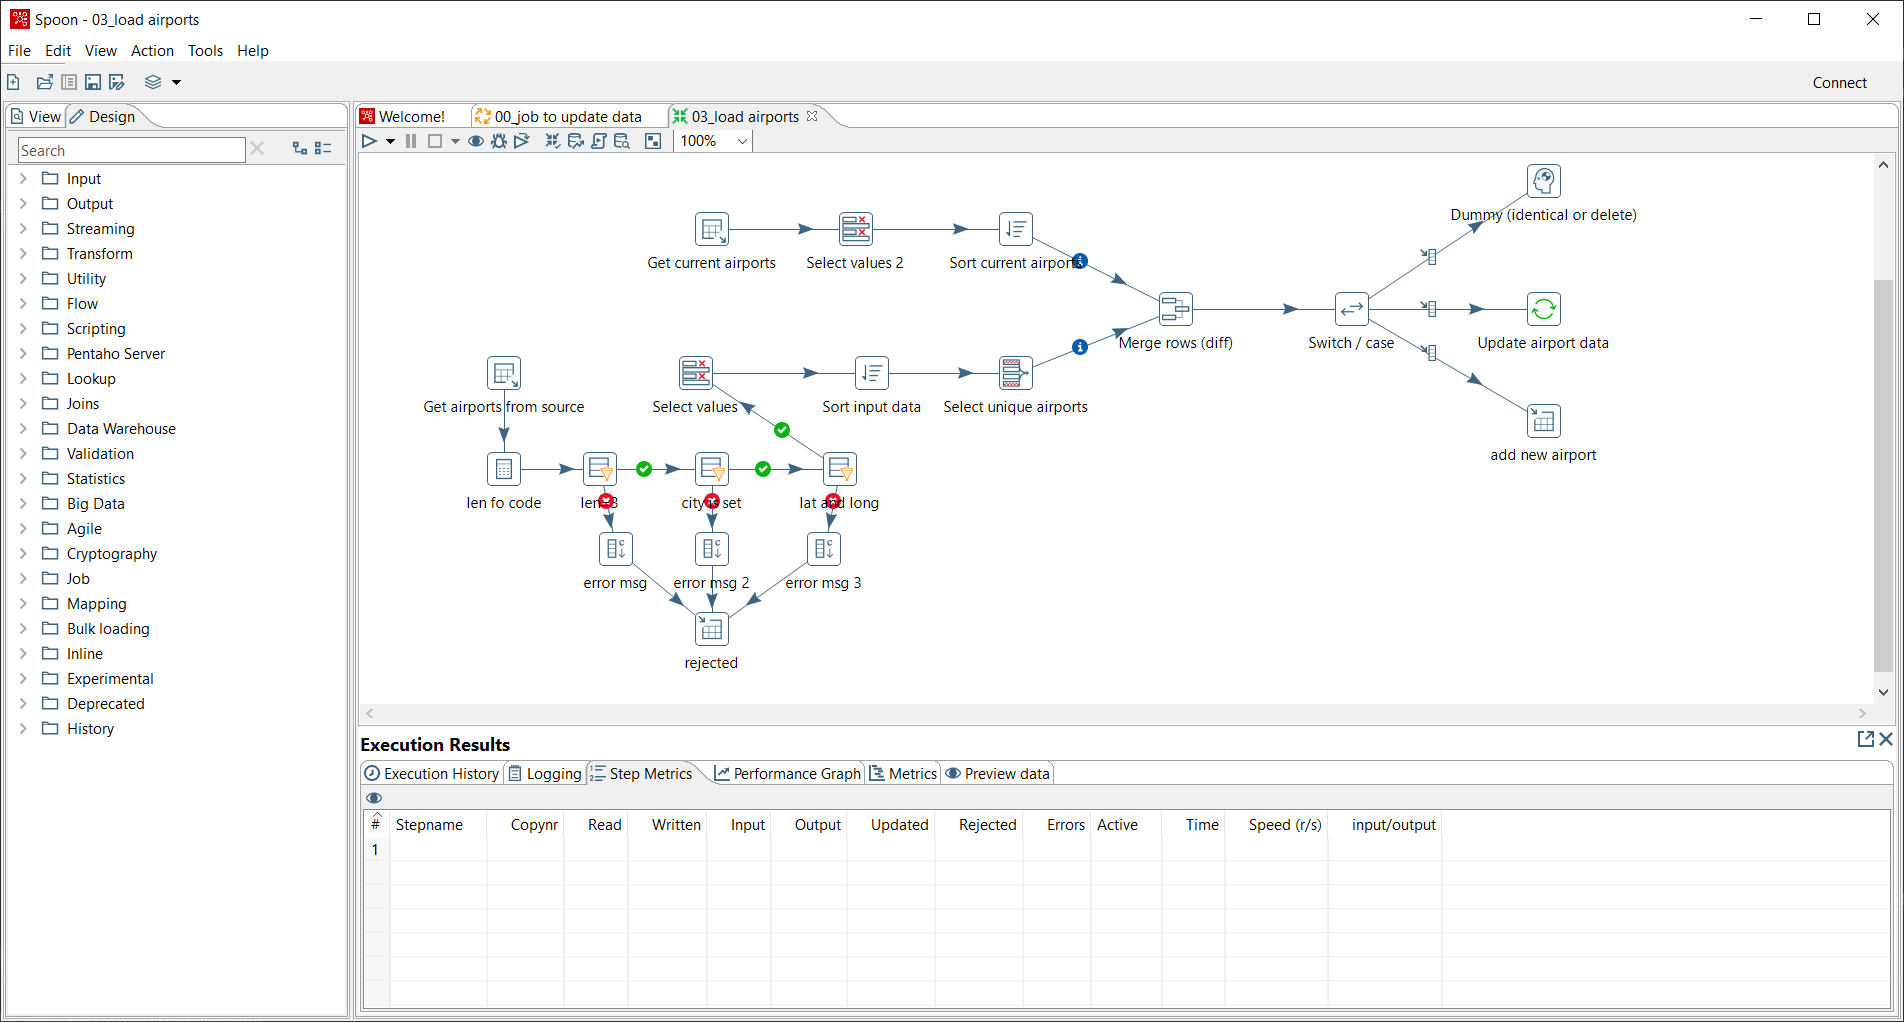 Spoon - 03_load airports
File Edit View Action Tools Help
Connect
View Design
Welcome! 00_job to update data 03_load airports
100%
Search
Input
Output
Streaming
Transform
Utility
Flow
Scripting
Pentaho Server
Lookup
Joins
Data Warehouse
Validation
Statistics
Big Data
Agile
Cryptography
Job
Mapping
Bulk loading
Inline
Experimental
Deprecated
History
Dummy (identical or delete)
Get current airports Select values 2 Sort current airports
Merge rows (diff) Switch / case Update airport data
Get airports from source Select values Sort input data Select unique airports
add new airport
len fo code len=3 city is set lat and long
error msg error msg 2 error msg 3
rejected
Execution Results
Execution History Logging Step Metrics Performance Graph Metrics Preview data
# Stepname Copynr Read Written Input Output Updated Rejected Errors Active Time Speed (r/s) input/output
1